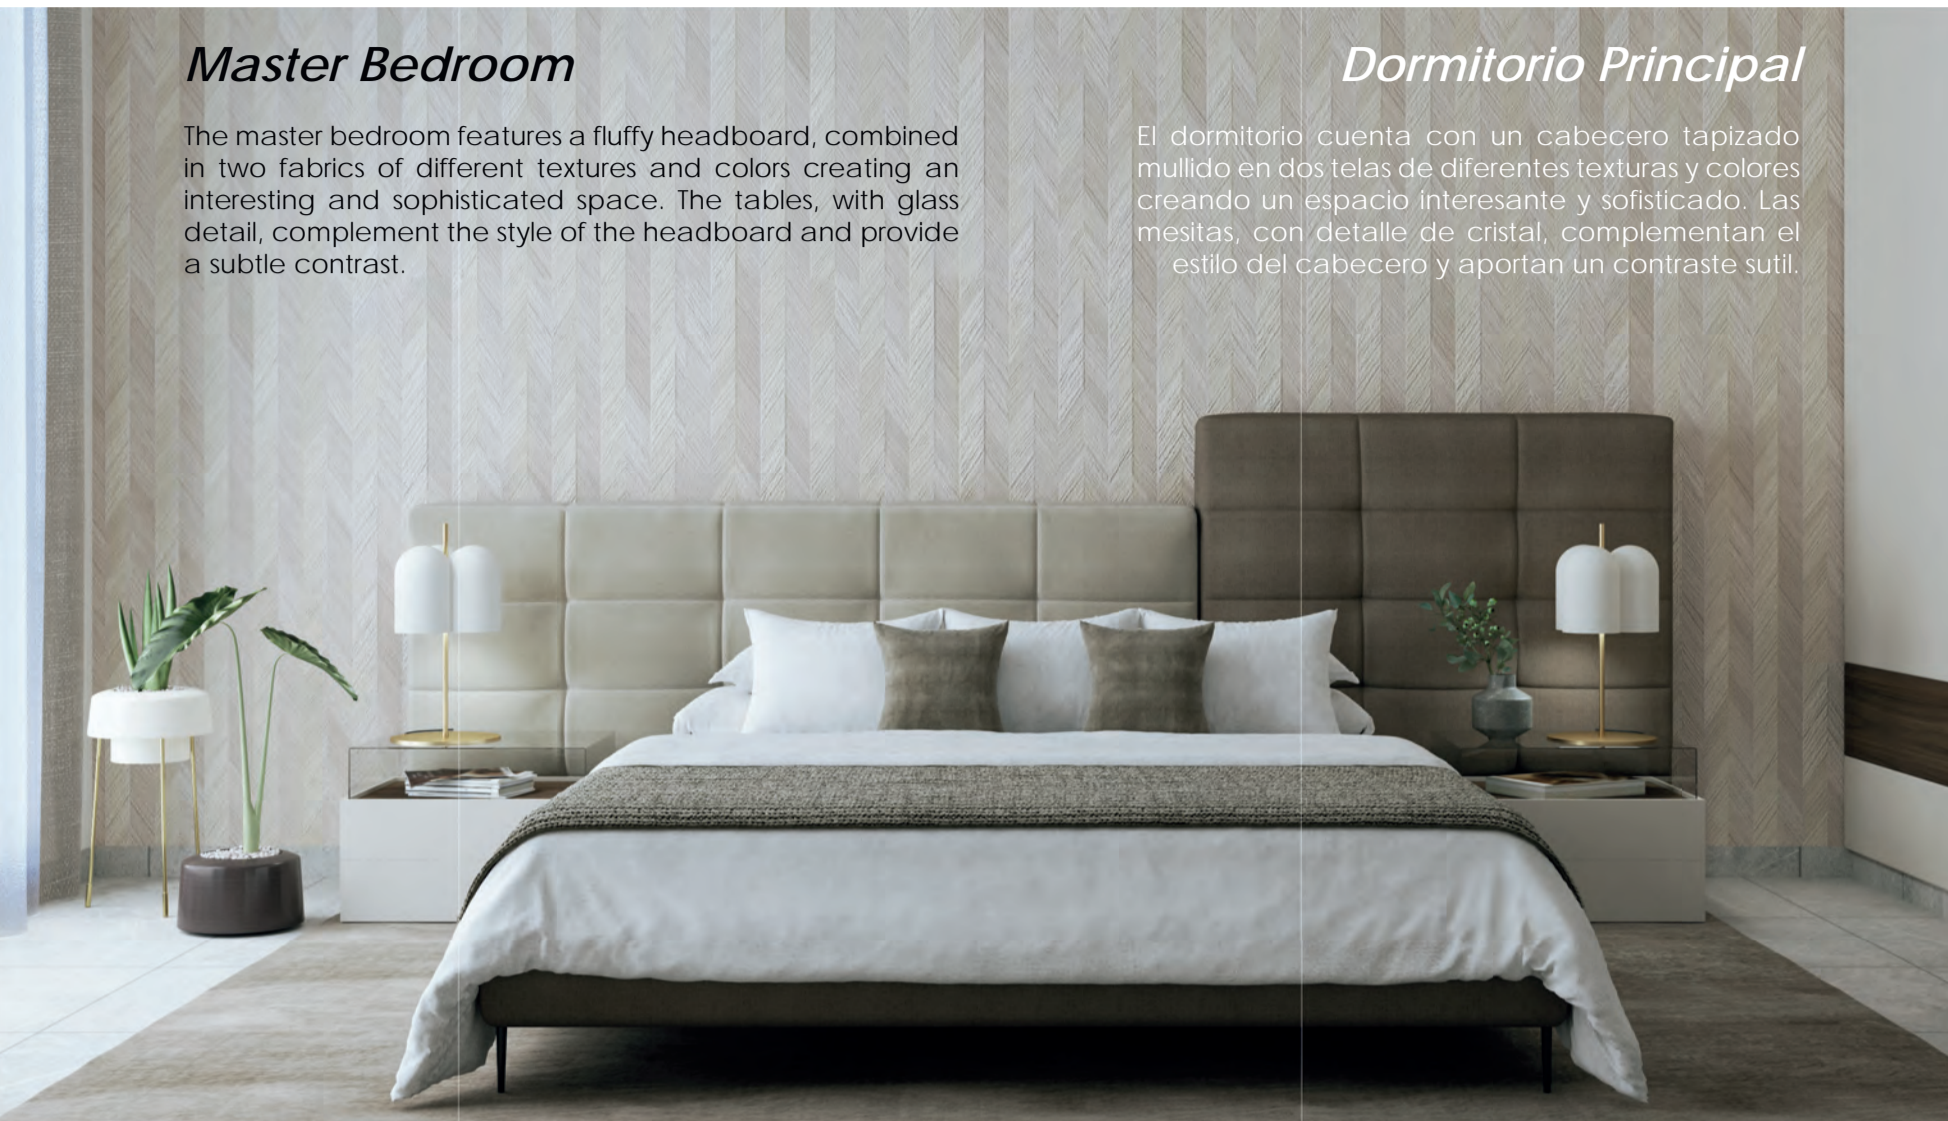 Master Bedroom
The master bedroom features a fluffy headboard, combined
in two fabrics of different textures and colors creating an
interesting and sophisticated space. The tables, with glass
detail, complement the style of the headboard and provide
a subtle contrast.
Dormitorio Principal
El dormitorio cuenta con un cabecero tapizado
mullido en dos telas de diferentes texturas y colores
creando un espacio interesante y sofisticado. Las
mesitas, con detalle de cristal, complementan el
estilo del cabecero y aportan un contraste sutil.